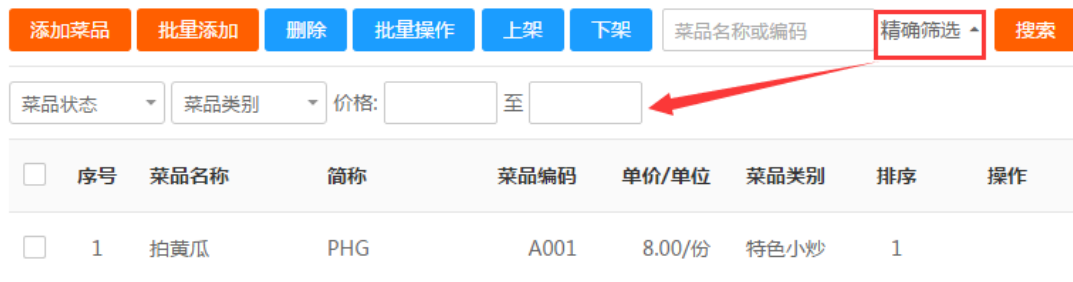 添加菜品 批量添加 删除 批量操作 上架 下架 菜品名称或编码 精确筛选 搜索
菜品状态 菜品类别 价格: 至
序号 菜品名称 简称 菜品编码 单价/单位 菜品类别 排序 操作
1 拍黄瓜 PHG A001 8.00/份 特色小炒 1